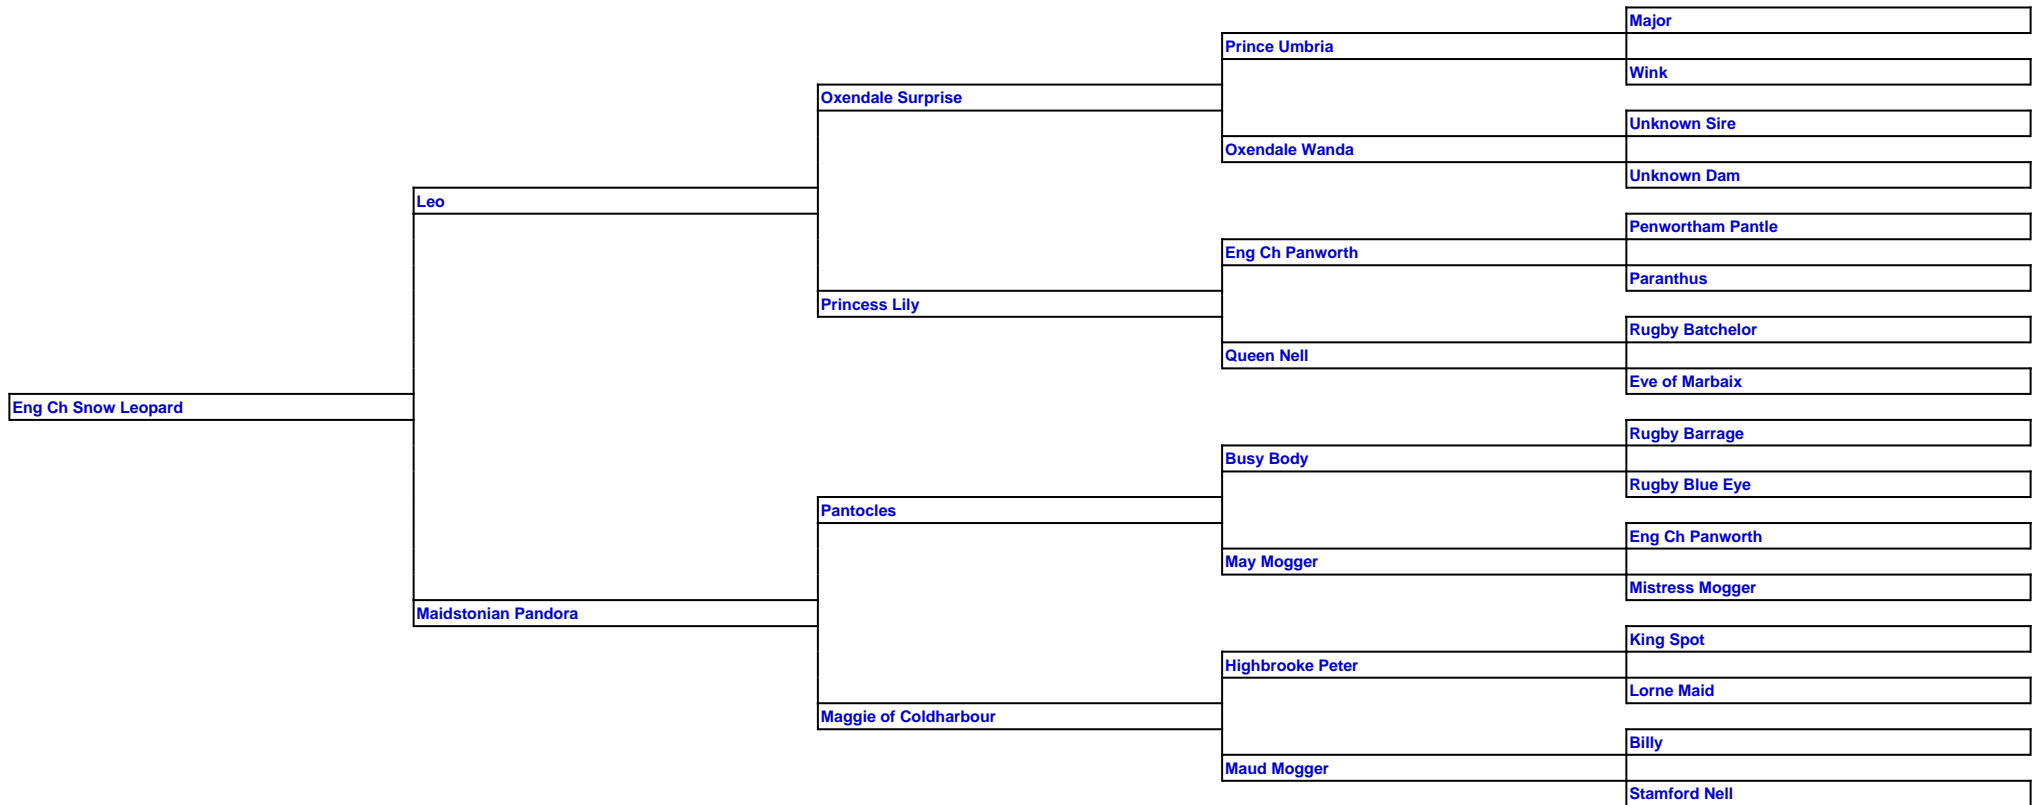 Major
Prince Umbria
Wink
Oxendale Surprise
Unknown Sire
Oxendale Wanda
Unknown Dam
Leo
Penwortham Pantle
Eng Ch Panworth
Paranthus
Princess Lily
Rugby Batchelor
Queen Nell
Eve of Marbaix
Eng Ch Snow Leopard
Rugby Barrage
Busy Body
Rugby Blue Eye
Pantocles
Eng Ch Panworth
May Mogger
Mistress Mogger
Maidstonian Pandora
King Spot
Highbrooke Peter
Lorne Maid
Maggie of Coldharbour
Billy
Maud Mogger
Stamford Nell